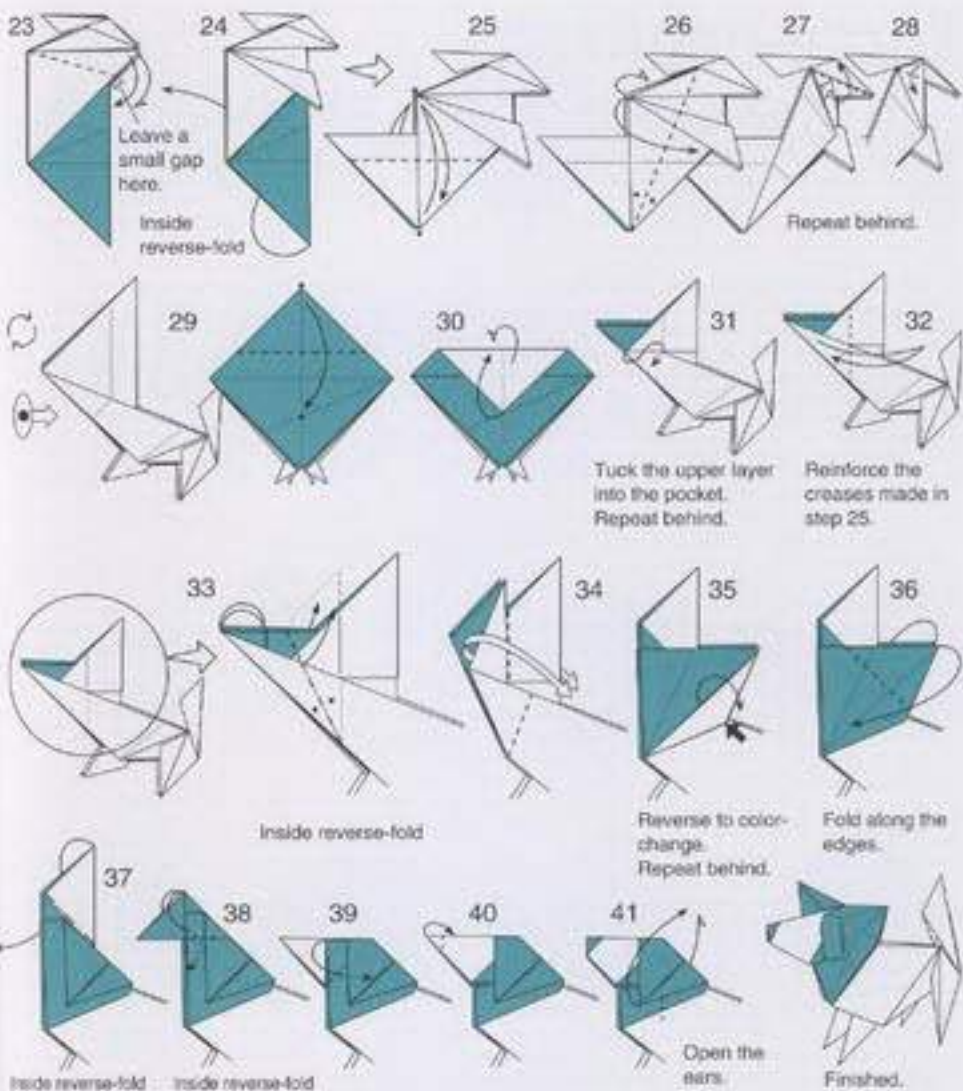 23
24
25
26
27
28
Leave a
small gap
here.
Inside
reverse-fold
Repeat behind.
29
30
31
32
Tuck the upper layer
into the pocket.
Repeat behind.
Reinforce the
creases made in
step 25.
33
34
35
36
Inside reverse-fold
Reverse to color-
change.
Repeat behind.
Fold along the
edges.
37
38
39
40
41
Inside reverse-fold
Inside reverse-fold
Open the
ears.
Finished.